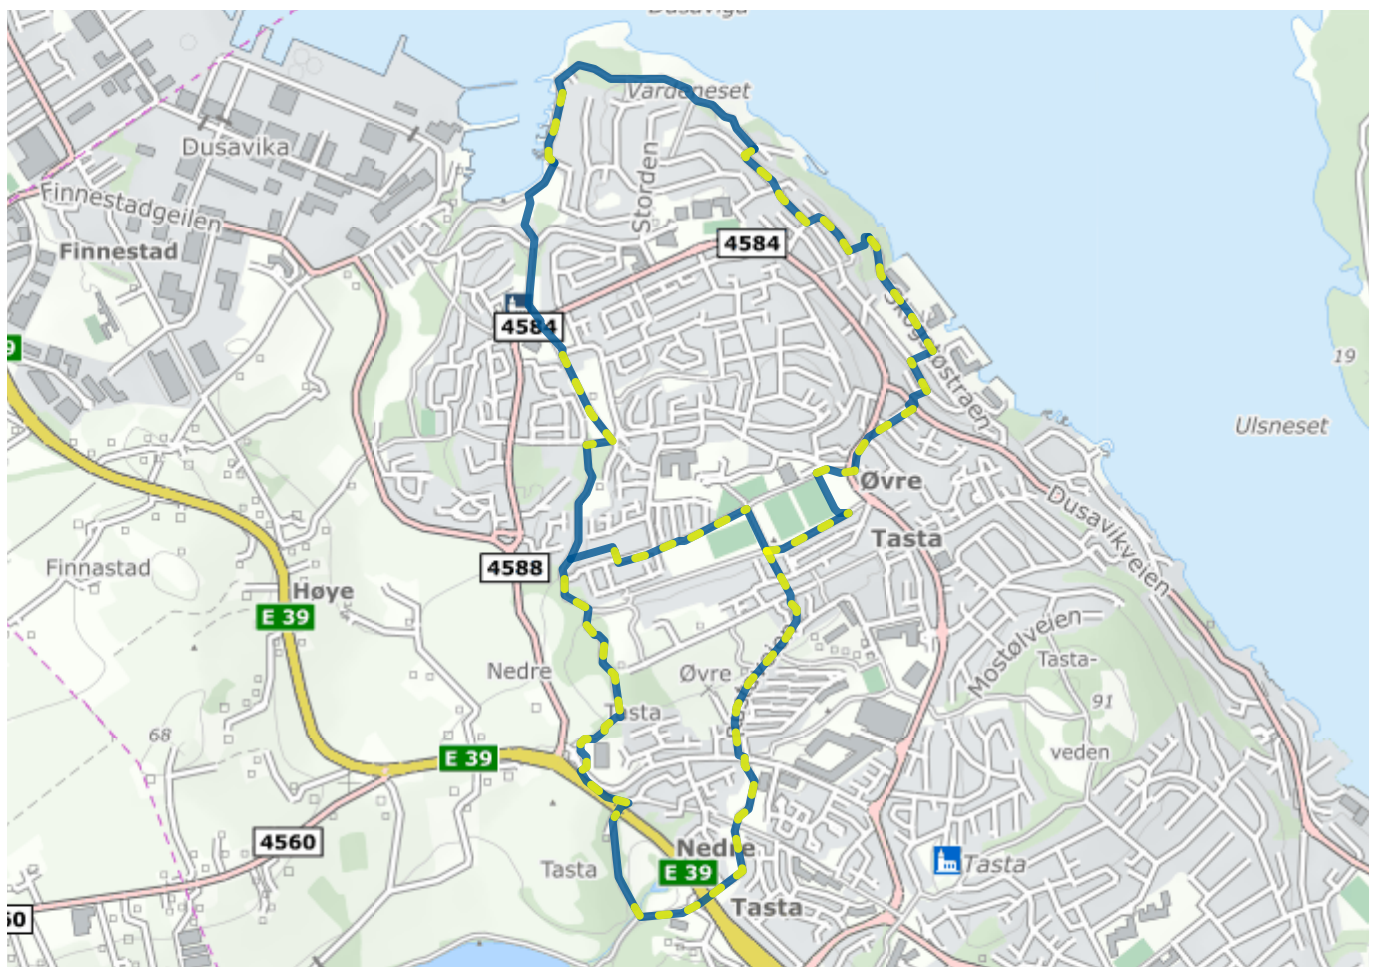 Vardeneset
Dusavika
Storden
Finnestadgeilen
Finnestad
4584
4584
19
Skogstøstraen
Ulsneset
Øvre
Tasta
Dusavikveien
4588
Finnastad
Høye
E 39
Mostølveien
Nedre
Øvre
Tasta-
91
Tasta
68
veden
E 39
4560
Nedre
Tasta
E 39
Tasta
Tasta